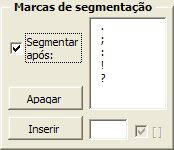 Marcas de segmentação
Segmentar
após:
.
;
:
!
?
Apagar
Inserir
[ ]